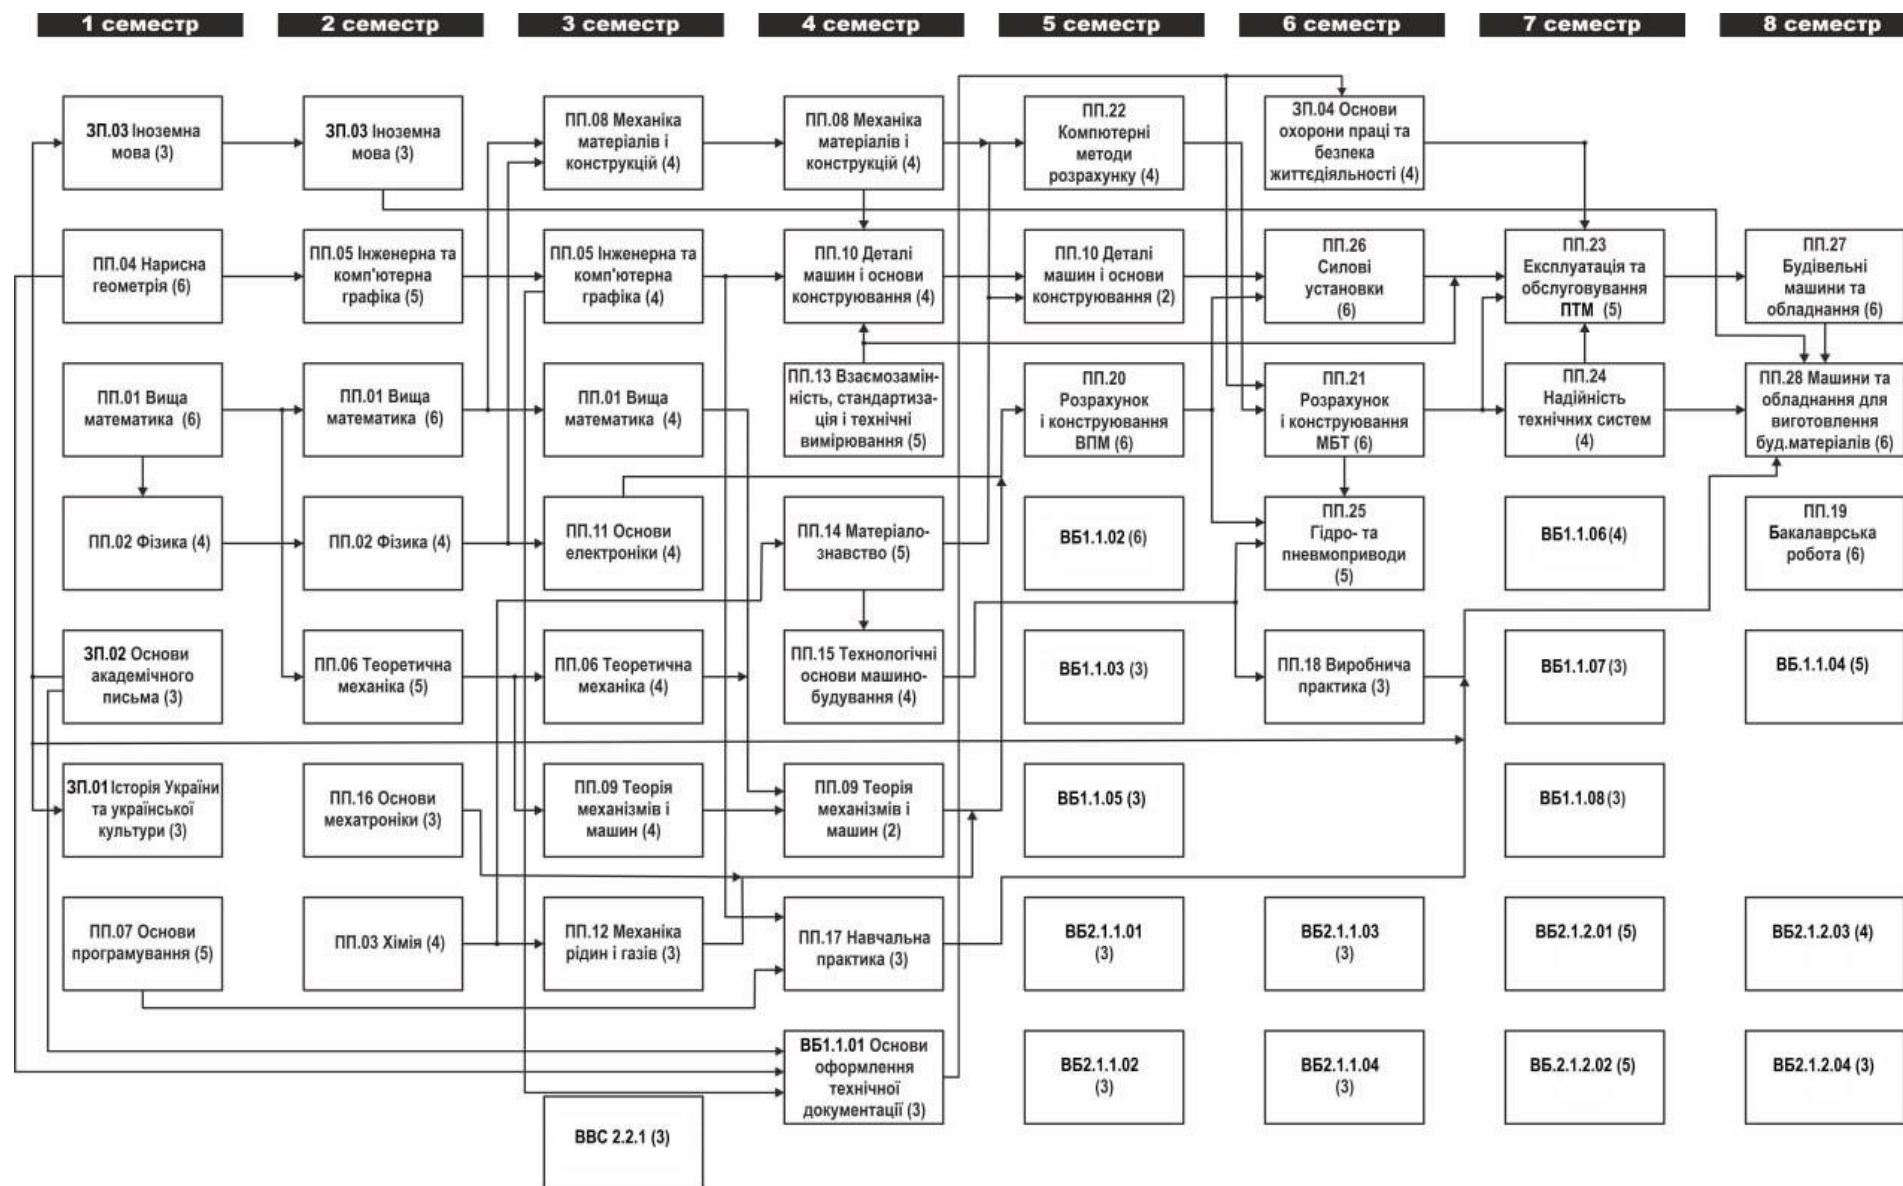 1 семестр
2 семестр
3 семестр
4 семестр
5 семестр
6 семестр
7 семестр
8 семестр
ЗП.03 Іноземна
мова (3)
ЗП.03 Іноземна
мова (3)
ПП.08 Механіка
матеріалів і
конструкцій (4)
ПП.08 Механіка
матеріалів і
конструкцій (4)
ПП.22
Компютерні
методи
розрахунку (4)
ЗП.04 Основи
охорони праці та
безпека
життєдіяльності (4)
ПП.04 Нарисна
геометрія (6)
ПП.05 Інженерна та
комп'ютерна
графіка (5)
ПП.05 Інженерна та
комп'ютерна
графіка (4)
ПП.10 Деталі
машин і основи
конструювання (4)
ПП.10 Деталі
машин і основи
конструювання (2)
ПП.26
Силові
установки
(6)
ПП.23
Експлуатація та
обслуговування
ПТМ (5)
ПП.27
Будівельні
машини та
обладнання (6)
ПП.01 Вища
математика (6)
ПП.01 Вища
математика (6)
ПП.01 Вища
математика (4)
ПП.13 Взаємозамін-
ність, стандартиза-
ція і технічні
вимірювання (5)
ПП.20
Розрахунок
і конструювання
ВПМ (6)
ПП.21
Розрахунок
і конструювання
МБТ (6)
ПП.24
Надійність
технічних систем
(4)
ПП.28 Машини та
обладнання для
виготовлення
буд.матеріалів (6)
ПП.02 Фізика (4)
ПП.02 Фізика (4)
ПП.11 Основи
електроніки (4)
ПП.14 Матеріало-
знавство (5)
ВБ1.1.02 (6)
ПП.25
Гідро- та
пневмоприводи
(5)
ВБ1.1.06 (4)
ПП.19
Бакалаврська
робота (6)
ЗП.02 Основи
академічного
письма (3)
ПП.06 Теоретична
механіка (5)
ПП.06 Теоретична
механіка (4)
ПП.15 Технологічні
основи машино-
будування (4)
ВБ1.1.03 (3)
ПП.18 Виробнича
практика (3)
ВБ1.1.07 (3)
ВБ.1.1.04 (5)
ЗП.01 Історія України
та української
культури (3)
ПП.16 Основи
мехатроніки (3)
ПП.09 Теорія
механізмів і
машин (4)
ПП.09 Теорія
механізмів і
машин (2)
ВБ1.1.05 (3)
ВБ1.1.08 (3)
ПП.07 Основи
програмування (5)
ПП.03 Хімія (4)
ПП.12 Механіка
рідин і газів (3)
ПП.17 Навчальна
практика (3)
ВБ2.1.1.01
(3)
ВБ2.1.1.03
(3)
ВБ2.1.2.01 (5)
ВБ2.1.2.03 (4)
ВБ1.1.01 Основи
оформлення
технічної
документації (3)
ВБ2.1.1.02
(3)
ВБ2.1.1.04
(3)
ВБ.2.1.2.02 (5)
ВБ2.1.2.04 (3)
ВВС 2.2.1 (3)